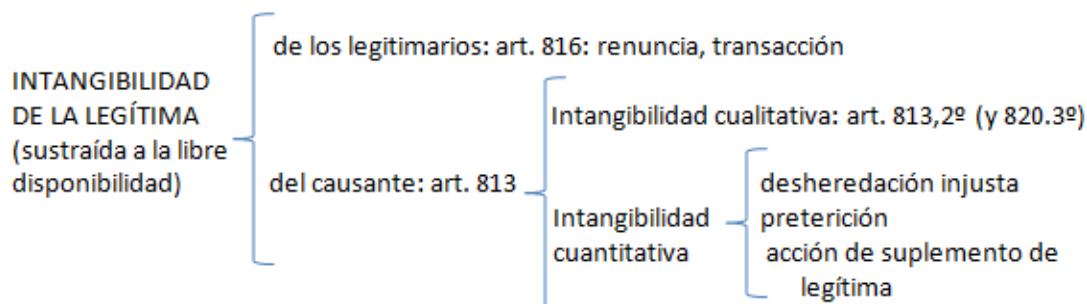 INTANGIBILIDAD
DE LA LEGÍTIMA
(sustraída a la libre
disponibilidad)
de los legitimarios: art. 816: renuncia, transacción
del causante: art. 813
Intangibilidad cualitativa: art. 813,2º (y 820.3º)
Intangibilidad
cuantitativa
desheredación injusta
preterición
acción de suplemento de
legítima